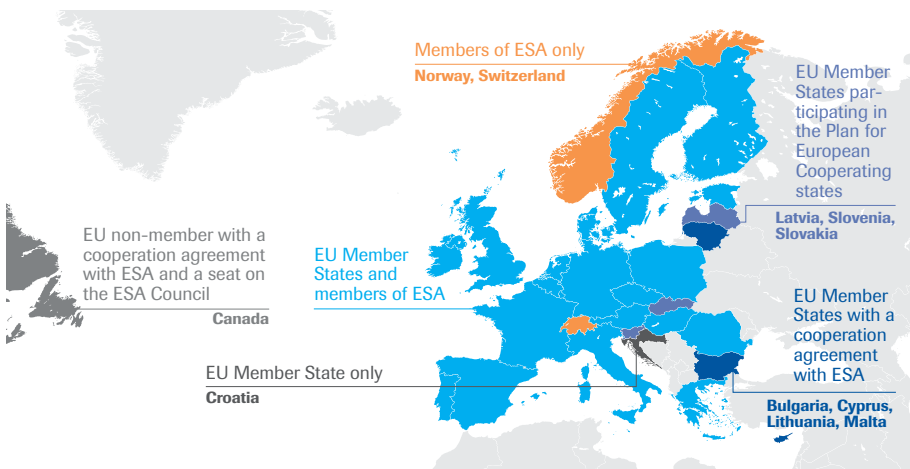 Members of ESA only
Norway, Switzerland
EU Member
States par-
ticipating in
the Plan for
European
Cooperating
states
Latvia, Slovenia,
Slovakia
EU non-member with a
cooperation agreement
with ESA and a seat on
the ESA Council
Canada
EU Member
States and
members of ESA
EU Member
States with a
cooperation
agreement
with ESA
Bulgaria, Cyprus,
Lithuania, Malta
EU Member State only
Croatia